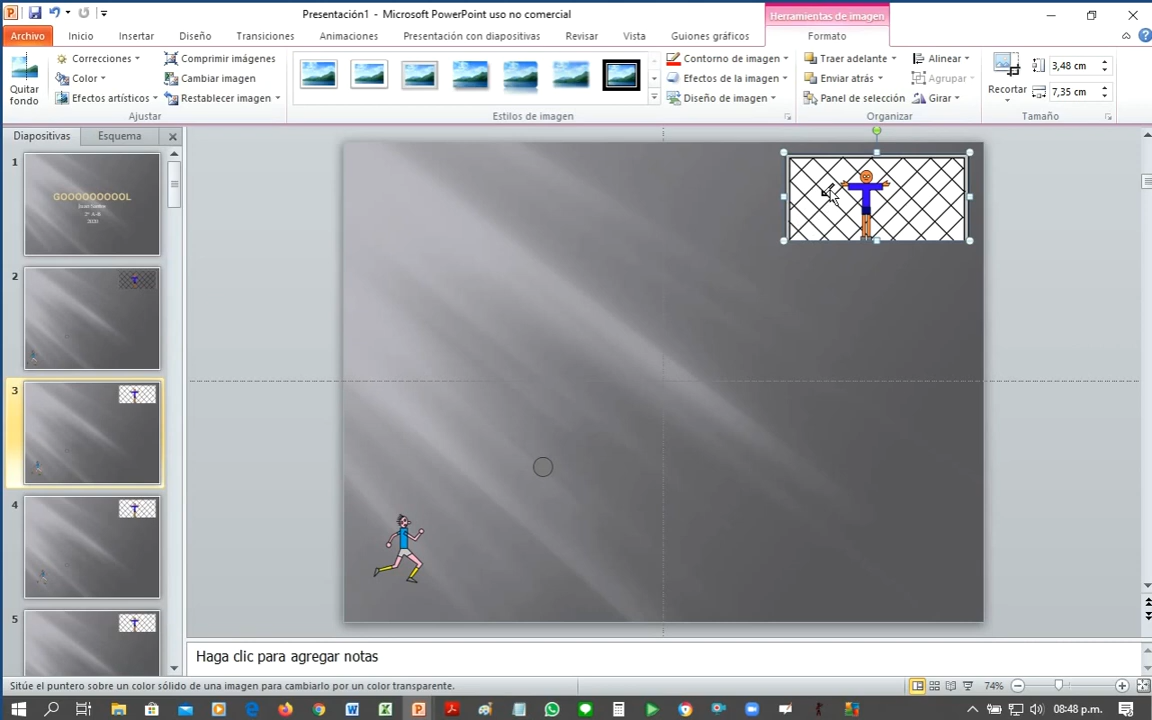 Presentación1 - Microsoft PowerPoint uso no comercial
Herramientas de imagen
Archivo Inicio Insertar Diseño Transiciones Animaciones Presentación con diapositivas Revisar Vista Guiones gráficos Formato
Quitar fondo
Correcciones
Color
Efectos artísticos
Comprimir imágenes
Cambiar imagen
Restablecer imagen
Contorno de imagen
Efectos de la imagen
Diseño de imagen
Traer adelante
Enviar atrás
Panel de selección
Alinear
Agrupar
Girar
Recortar
3,48 cm
7,35 cm
Ajustar Estilos de imagen Organizar Tamaño
Diapositivas Esquema
1
GOOOOOOOOOL
2
3
4
5
Haga clic para agregar notas
Sitúe el puntero sobre un color sólido de una imagen para cambiarlo por un color transparente.
74%
08:48 p.m.